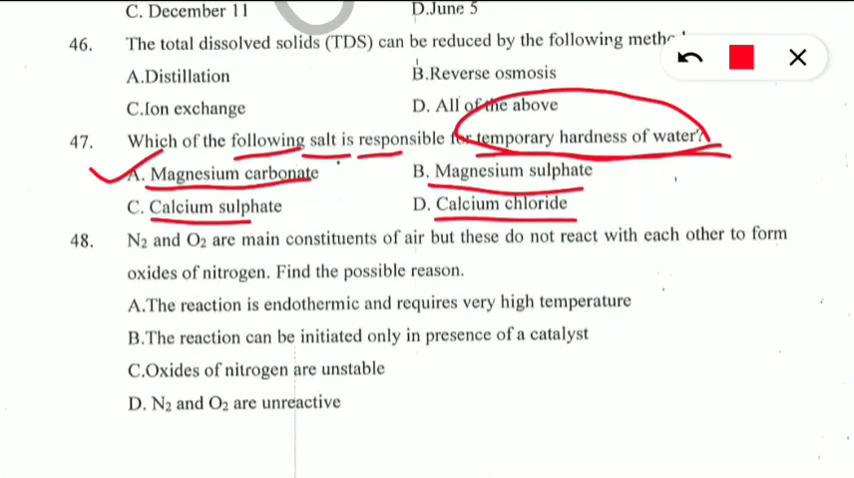 C. December 11 D.June 5
46. The total dissolved solids (TDS) can be reduced by the following
A.Distillation B.Reverse osmosis
C.Ion exchange D. All of the above
47. Which of the following salt is responsible for temporary hardness of water?
A. Magnesium carbonate B. Magnesium sulphate
C. Calcium sulphate D. Calcium chloride
48. N₂ and O₂ are main constituents of air but these do not react with each other to form
oxides of nitrogen. Find the possible reason.
A.The reaction is endothermic and requires very high temperature
B.The reaction can be initiated only in presence of a catalyst
C.Oxides of nitrogen are unstable
D. N₂ and O₂ are unreactive